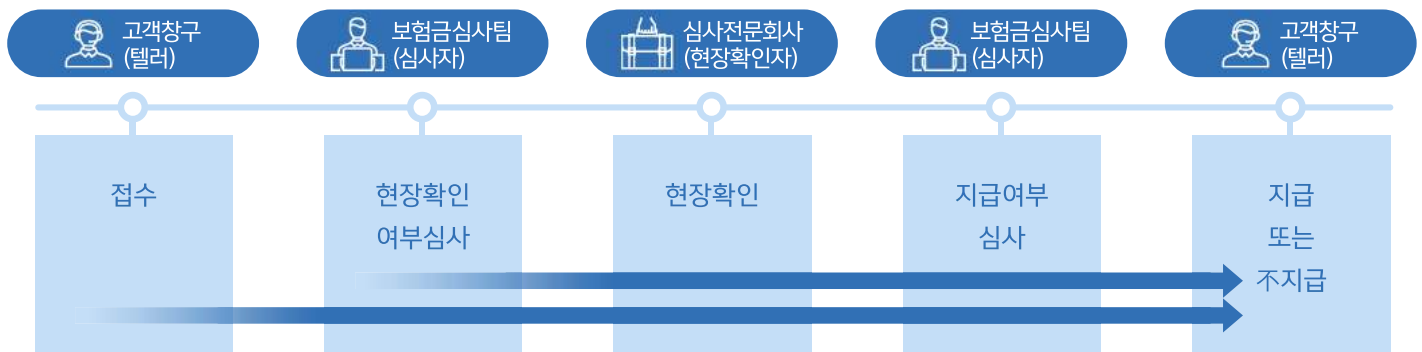 고객창구
(텔러)
보험금심사팀
(심사자)
심사전문회사
(현장확인자)
보험금심사팀
(심사자)
고객창구
(텔러)
접수
현장확인
여부심사
현장확인
지급여부
심사
지급
또는
不지급